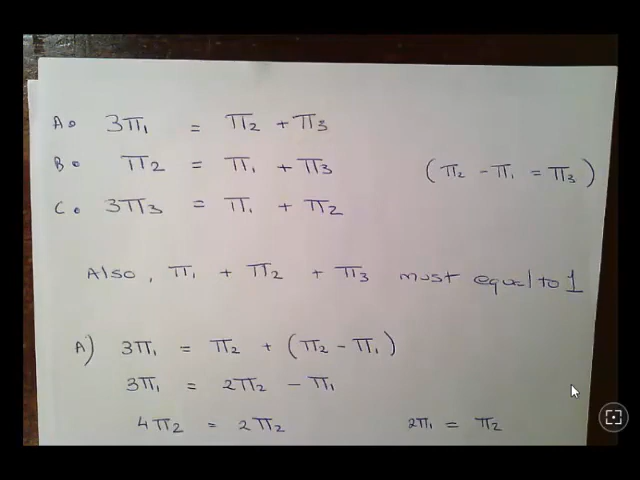 A. 3π₁ = π₂ + π₃
B. π₂ = π₁ + π₃ (π₂ - π₁ = π₃)
C. 3π₃ = π₁ + π₂
Also, π₁ + π₂ + π₃ must equal to 1
A) 3π₁ = π₂ + (π₂ - π₁)
3π₁ = 2π₂ - π₁
4π₂ = 2π₂ 2π₁ = π₂